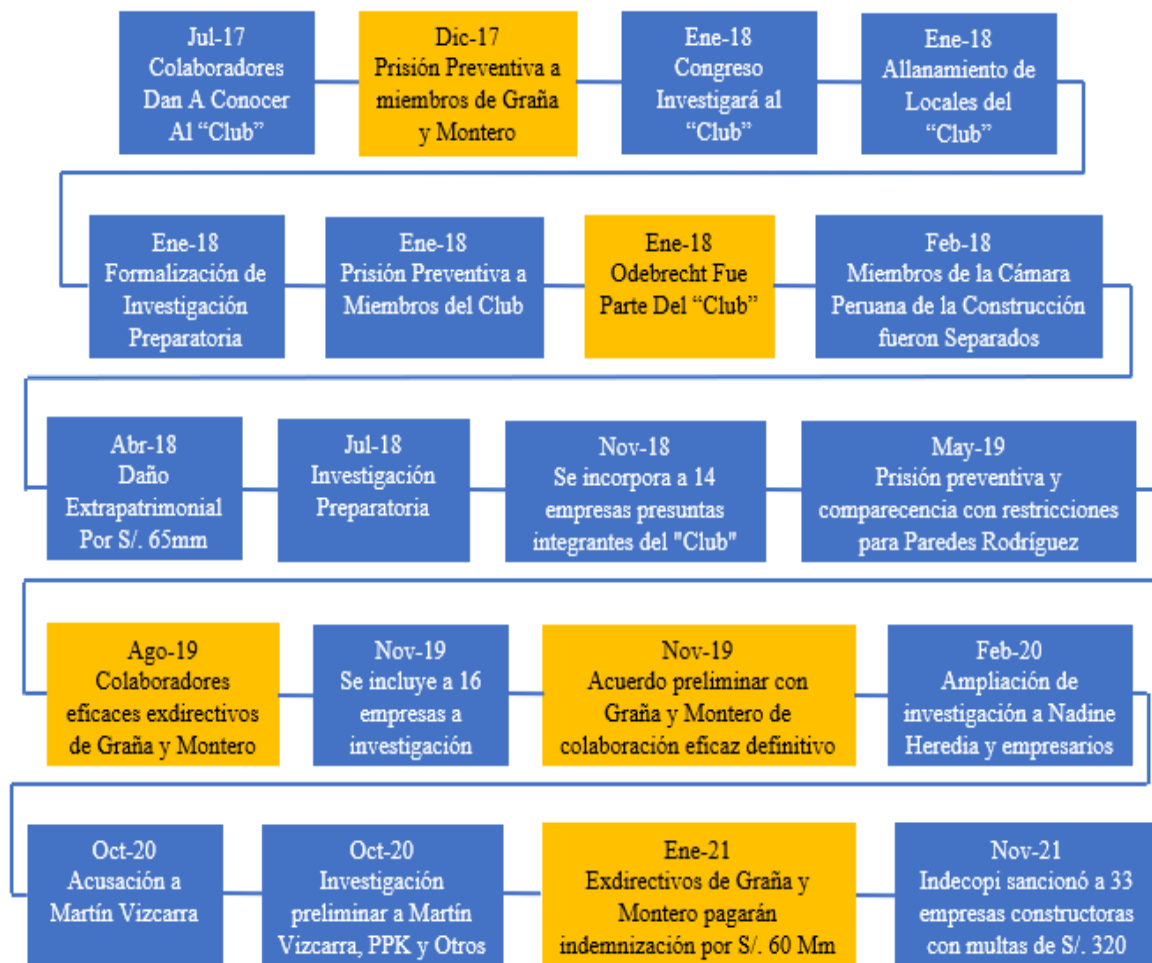 Jul-17
Colaboradores
Dan A Conocer
Al “Club”
Dic-17
Prisión Preventiva a
miembros de Graña
y Montero
Ene-18
Congreso
Investigará al
“Club”
Ene-18
Allanamiento de
Locales del
“Club”
Ene-18
Formalización de
Investigación
Preparatoria
Ene-18
Prisión Preventiva a
Miembros del Club
Ene-18
Odebrecht Fue
Parte Del “Club”
Feb-18
Miembros de la Cámara
Peruana de la Construcción
fueron Separados
Abr-18
Daño
Extrapatrimonial
Por S/. 65mm
Jul-18
Investigación
Preparatoria
Nov-18
Se incorpora a 14
empresas presuntas
integrantes del "Club"
May-19
Prisión preventiva y
comparecencia con restricciones
para Paredes Rodríguez
Ago-19
Colaboradores
eficaces exdirectivos
de Graña y Montero
Nov-19
Se incluye a 16
empresas a
investigación
Nov-19
Acuerdo preliminar con
Graña y Montero de
colaboración eficaz definitivo
Feb-20
Ampliación de
investigación a Nadine
Heredia y empresarios
Oct-20
Acusación a
Martín Vizcarra
Oct-20
Investigación
preliminar a Martín
Vizcarra, PPK y Otros
Ene-21
Exdirectivos de Graña y
Montero pagarán
indemnización por S/. 60 Mm
Nov-21
Indecopi sancionó a 33
empresas constructoras
con multas de S/. 320